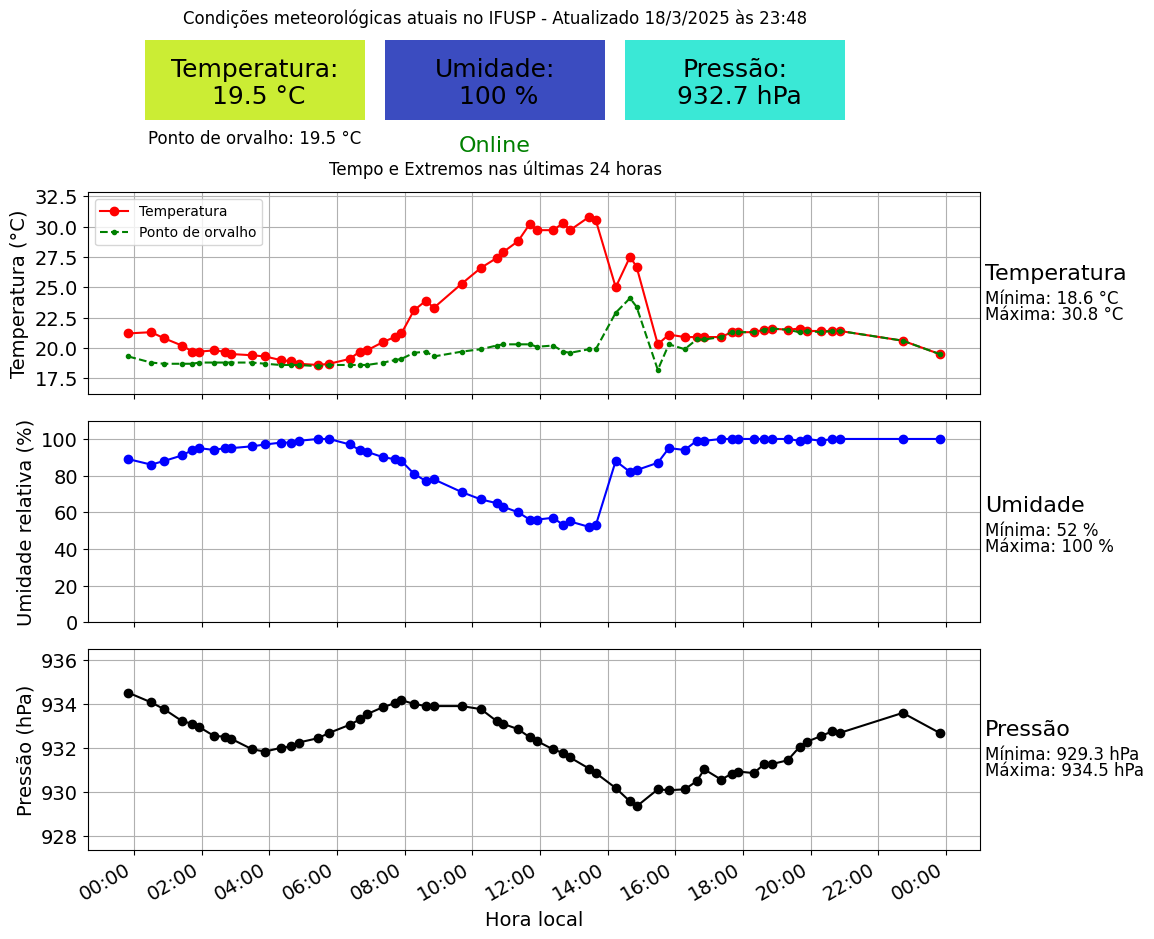 Condições meteorológicas atuais no IFUSP - Atualizado 18/3/2025 às 23:48
Temperatura:
19.5 °C
Umidade:
100 %
Pressão:
932.7 hPa
Ponto de orvalho: 19.5 °C
Online
Tempo e Extremos nas últimas 24 horas
Temperatura (°C)
32.5
30.0
27.5
25.0
22.5
20.0
17.5
Temperatura
Ponto de orvalho
Temperatura
Mínima: 18.6 °C
Máxima: 30.8 °C
Umidade relativa (%)
100
80
60
40
20
0
Umidade
Mínima: 52 %
Máxima: 100 %
Pressão (hPa)
936
934
932
930
928
Pressão
Mínima: 929.3 hPa
Máxima: 934.5 hPa
00:00 02:00 04:00 06:00 08:00 10:00 12:00 14:00 16:00 18:00 20:00 22:00 00:00
Hora local